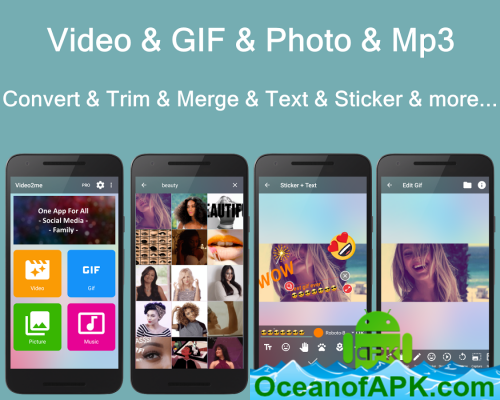 Video & GIF & Photo & Mp3
Convert & Trim & Merge & Text & Sticker & more...
Video2me
PRO
One App For All
- Social Media -
- Family -
Video
GIF
Gif
Picture
Music
beauty
Sticker + Text
WOW
Edit Gif
OceanofAPK.com